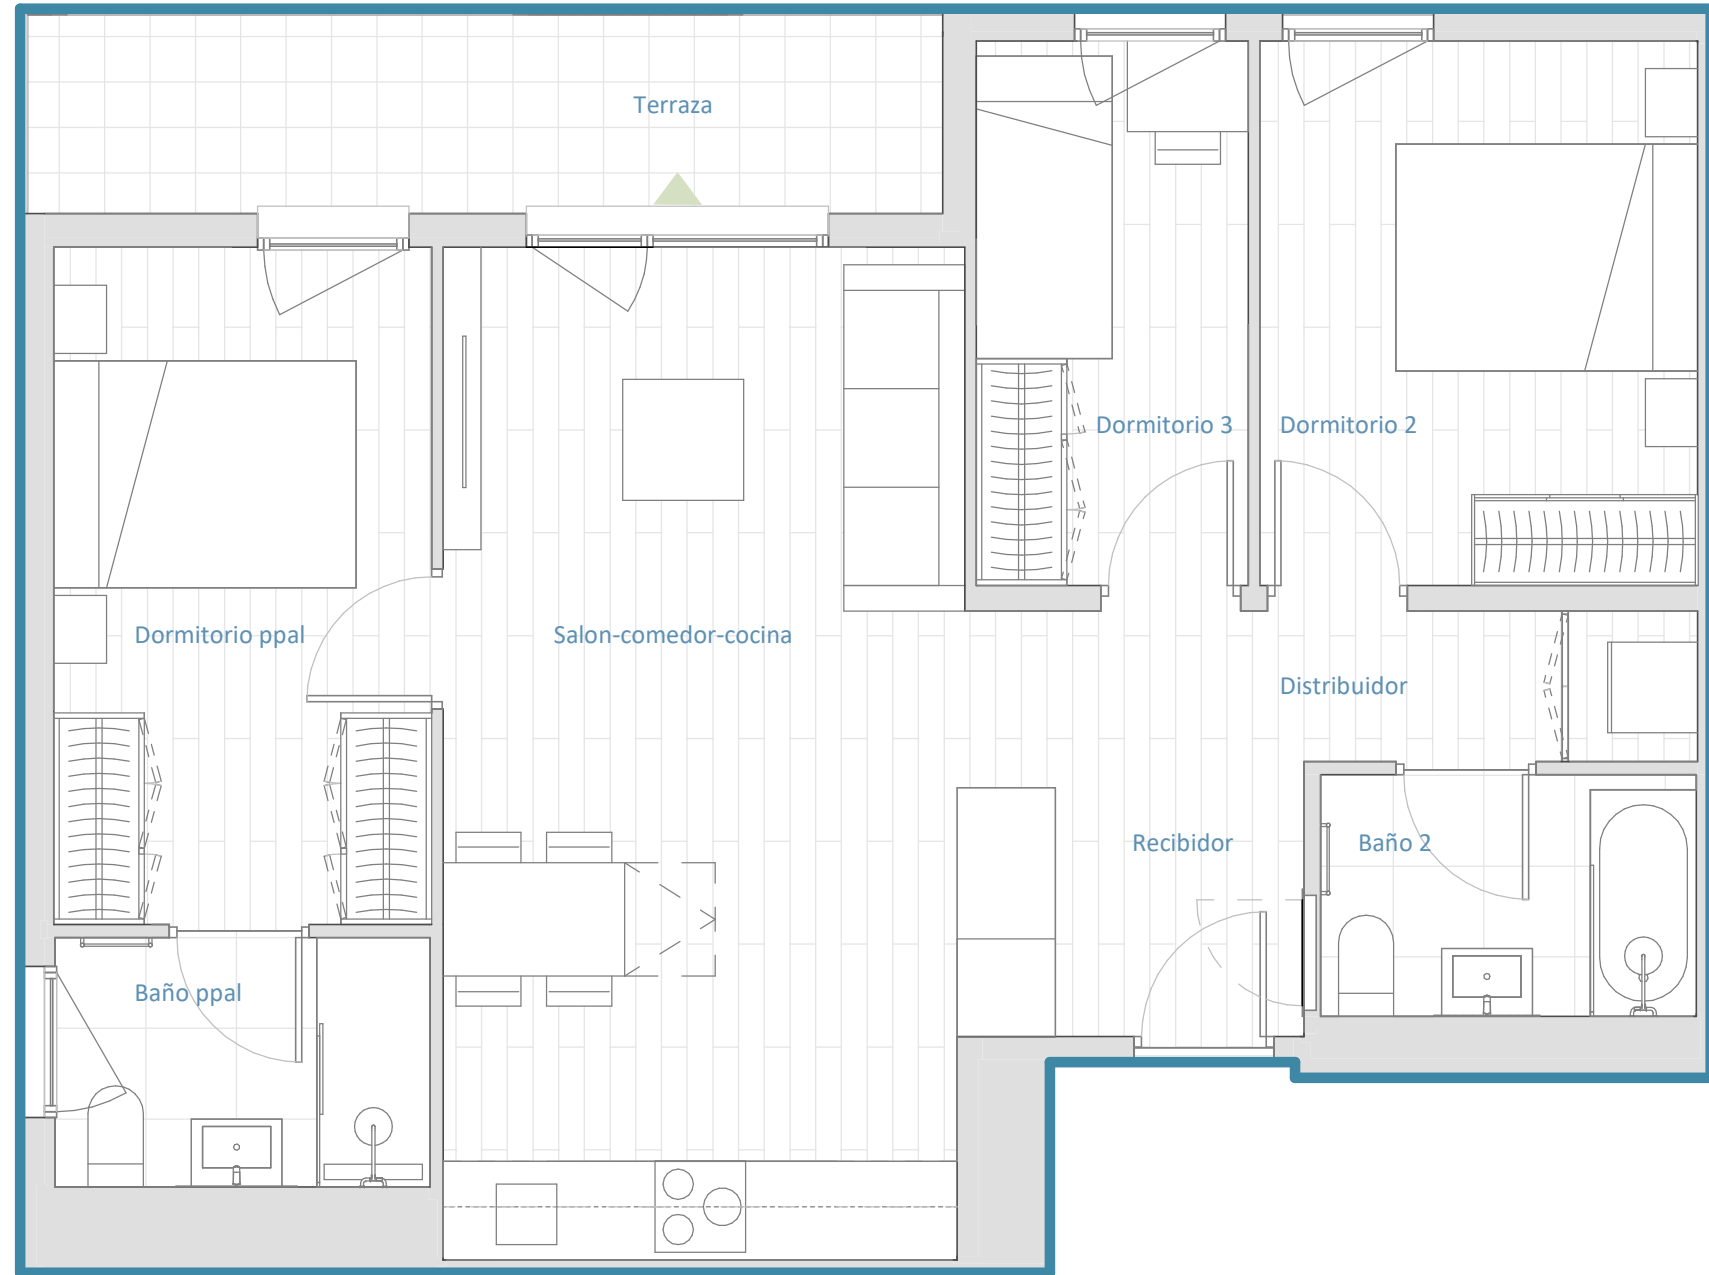 Terraza
Dormitorio 3
Dormitorio 2
Dormitorio ppal
Salon-comedor-cocina
Distribuidor
Recibidor
Baño 2
Baño ppal